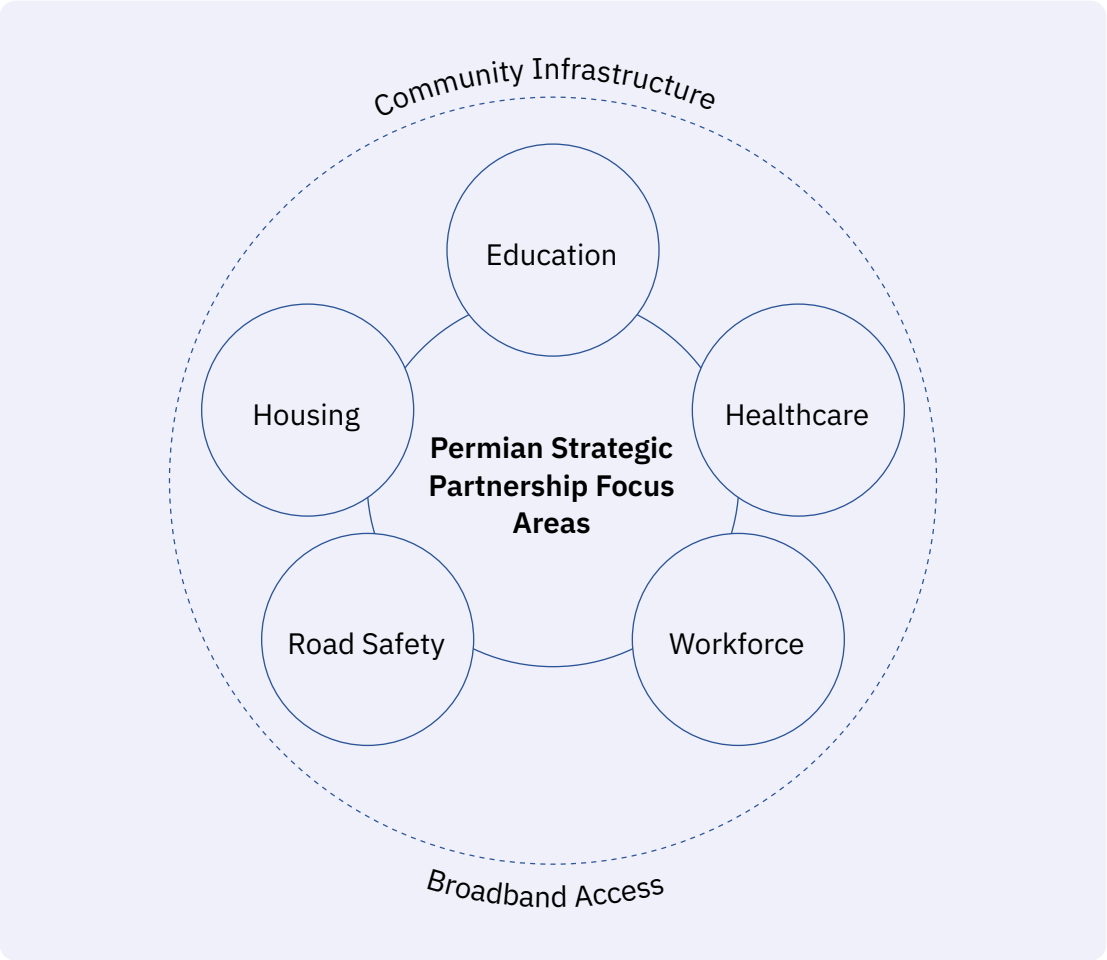 Community Infrastructure
Education
Housing
Healthcare
Permian Strategic
Partnership Focus
Areas
Road Safety
Workforce
Broadband Access